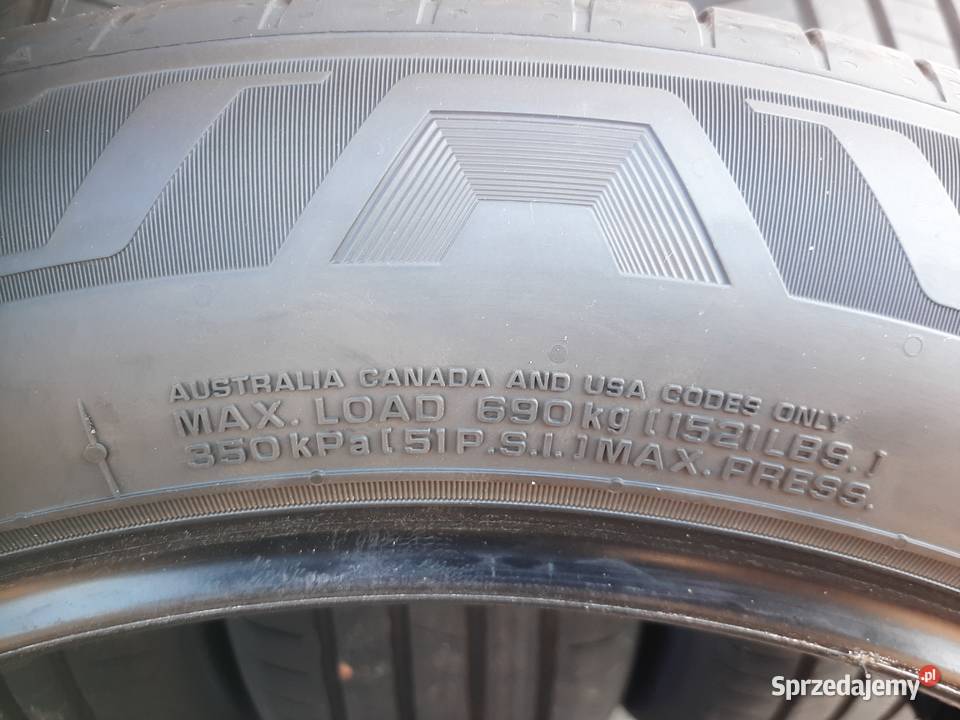 AUSTRALIA CANADA AND USA CODES ONLY
MAX. LOAD 690kg [1521LBS.]
350kPa[51P.S.I.]MAX.PRESS.
Sprzedajemy.pl